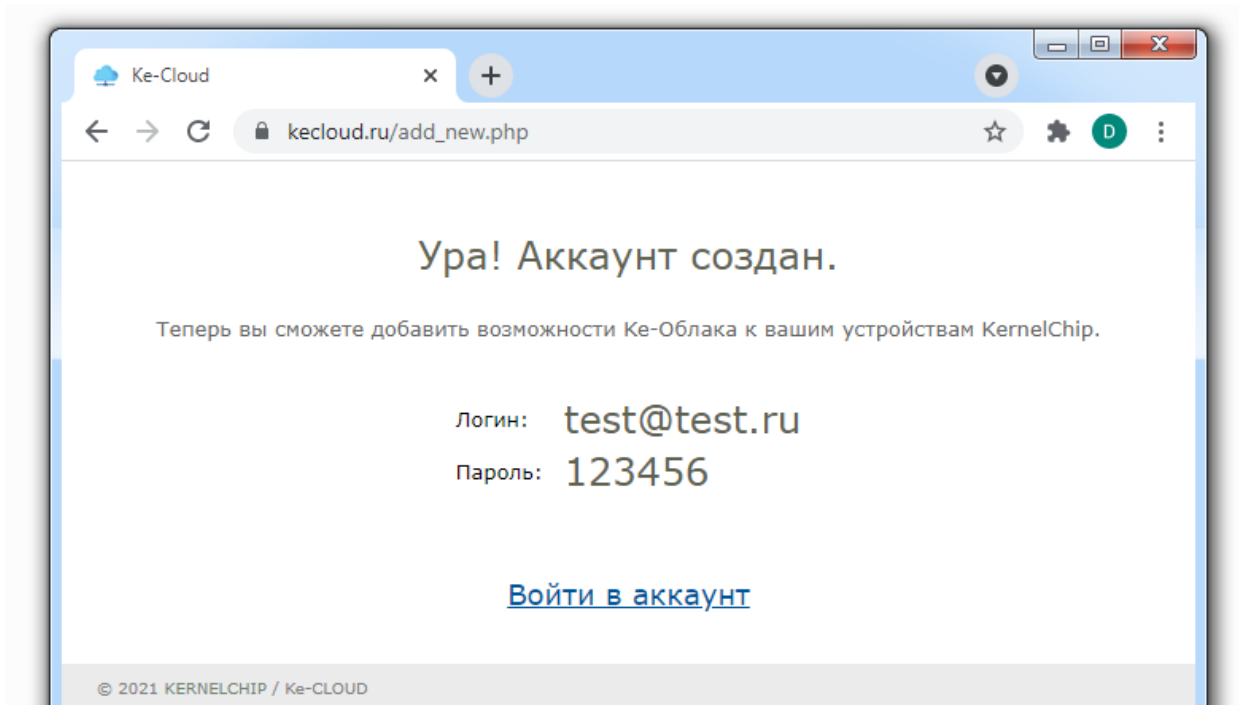 Ke-Cloud
kecloud.ru/add_new.php
D
Ура! Аккаунт создан.
Теперь вы сможете добавить возможности Ке-Облака к вашим устройствам KernelChip.
Логин: test@test.ru
Пароль: 123456
Войти в аккаунт
© 2021 KERNELCHIP / Ke-CLOUD